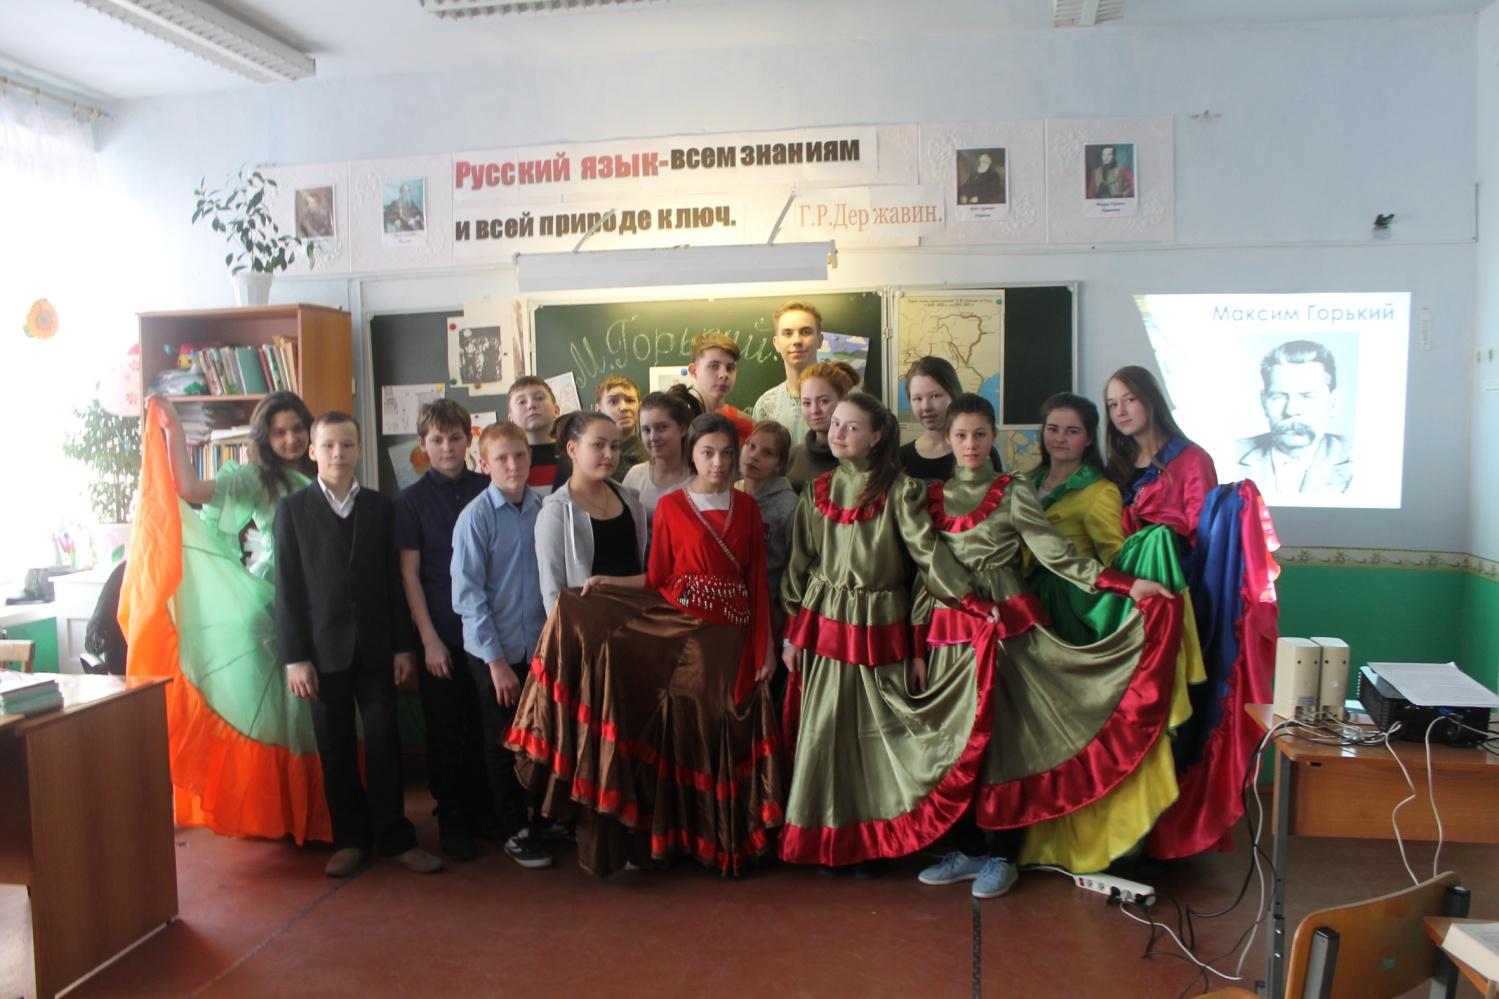 Русский язык-всем знаниям
и всей природе ключ.
Г.Р.Державин.
М.Горький.
Максим Горький